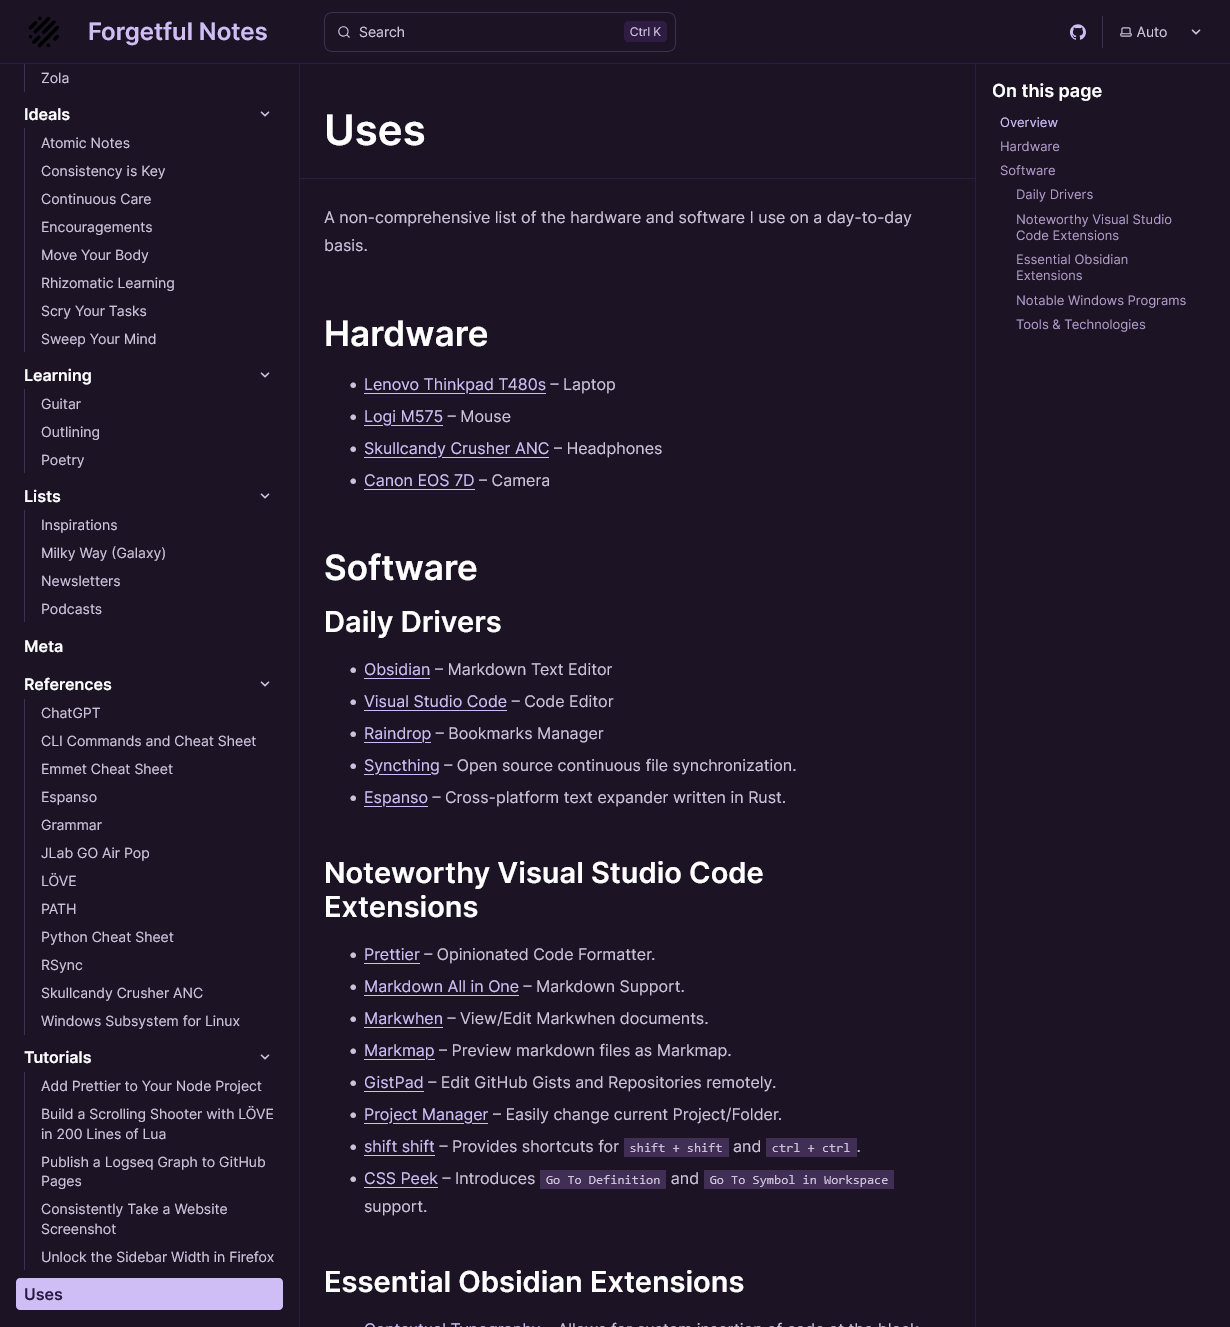 Forgetful Notes
Search
Ctrl K
Auto
Zola
Ideals
Atomic Notes
Consistency is Key
Continuous Care
Encouragements
Move Your Body
Rhizomatic Learning
Scry Your Tasks
Sweep Your Mind
Learning
Guitar
Outlining
Poetry
Lists
Inspirations
Milky Way (Galaxy)
Newsletters
Podcasts
Meta
References
ChatGPT
CLI Commands and Cheat Sheet
Emmet Cheat Sheet
Espanso
Grammar
JLab GO Air Pop
LÖVE
PATH
Python Cheat Sheet
RSync
Skullcandy Crusher ANC
Windows Subsystem for Linux
Tutorials
Add Prettier to Your Node Project
Build a Scrolling Shooter with LÖVE
in 200 Lines of Lua
Publish a Logseq Graph to GitHub
Pages
Consistently Take a Website
Screenshot
Unlock the Sidebar Width in Firefox
Uses
Uses
A non-comprehensive list of the hardware and software I use on a day-to-day
basis.
Hardware
• Lenovo Thinkpad T480s – Laptop
• Logi M575 – Mouse
• Skullcandy Crusher ANC – Headphones
• Canon EOS 7D – Camera
Software
Daily Drivers
• Obsidian – Markdown Text Editor
• Visual Studio Code – Code Editor
• Raindrop – Bookmarks Manager
• Syncthing – Open source continuous file synchronization.
• Espanso – Cross-platform text expander written in Rust.
Noteworthy Visual Studio Code
Extensions
• Prettier – Opinionated Code Formatter.
• Markdown All in One – Markdown Support.
• Markwhen – View/Edit Markwhen documents.
• Markmap – Preview markdown files as Markmap.
• GistPad – Edit GitHub Gists and Repositories remotely.
• Project Manager – Easily change current Project/Folder.
• shift shift – Provides shortcuts for shift + shift and ctrl + ctrl.
• CSS Peek – Introduces Go To Definition and Go To Symbol in Workspace
support.
Essential Obsidian Extensions
Contextual Typography – Allows for custom insertion of code at the block
On this page
Overview
Hardware
Software
Daily Drivers
Noteworthy Visual Studio
Code Extensions
Essential Obsidian
Extensions
Notable Windows Programs
Tools & Technologies